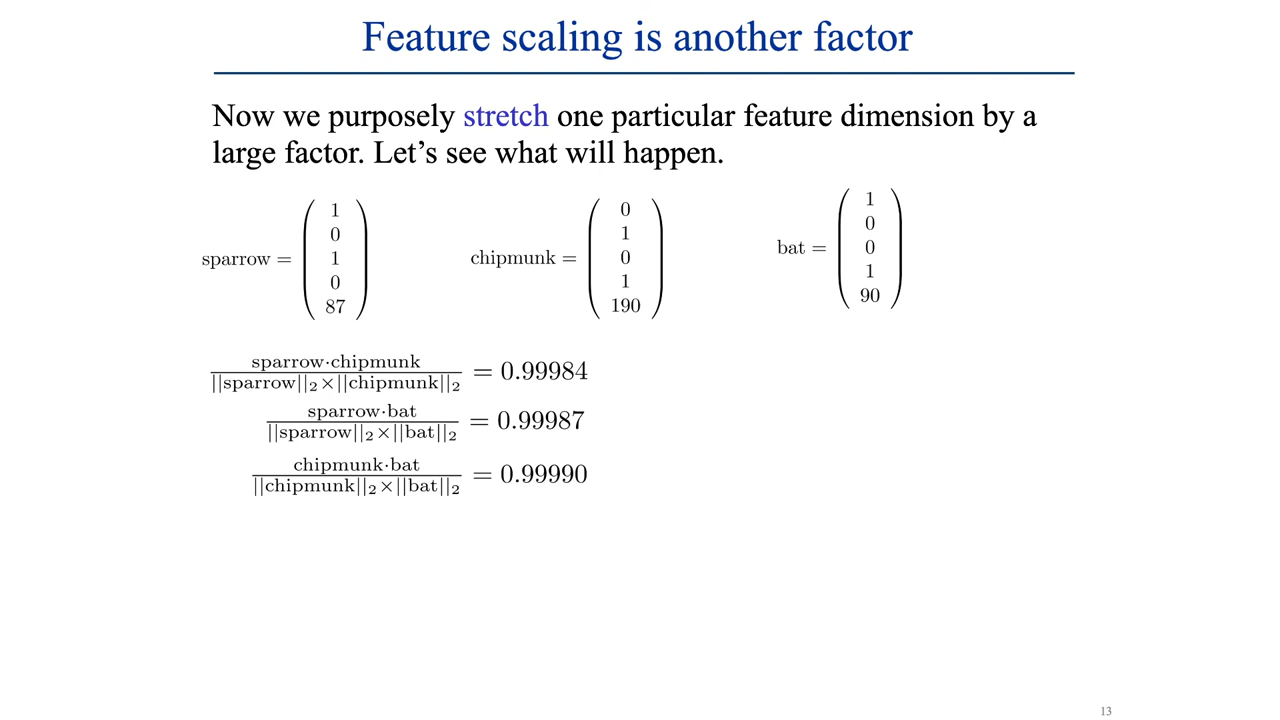 Feature scaling is another factor
Now we purposely stretch one particular feature dimension by a
large factor. Let’s see what will happen.
sparrow = ( 1 0 1 0 87 )
chipmunk = ( 0 1 0 1 190 )
bat = ( 1 0 0 1 90 )
sparrow·chipmunk
||sparrow||₂×||chipmunk||₂ = 0.99984
sparrow·bat
||sparrow||₂×||bat||₂ = 0.99987
chipmunk·bat
||chipmunk||₂×||bat||₂ = 0.99990
13